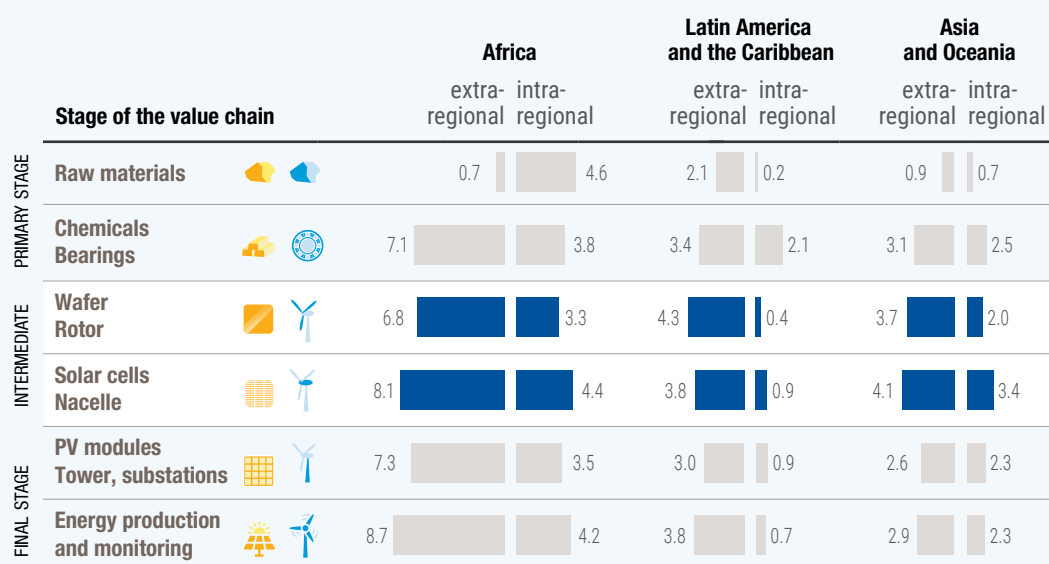 Africa
Latin America
and the Caribbean
Asia
and Oceania
Stage of the value chain
extra-
regional
intra-
regional
extra-
regional
intra-
regional
extra-
regional
intra-
regional
PRIMARY STAGE
Raw materials
0.7
4.6
2.1
0.2
0.9
0.7
Chemicals
Bearings
7.1
3.8
3.4
2.1
3.1
2.5
INTERMEDIATE
Wafer
Rotor
6.8
3.3
4.3
0.4
3.7
2.0
Solar cells
Nacelle
8.1
4.4
3.8
0.9
4.1
3.4
FINAL STAGE
PV modules
Tower, substations
7.3
3.5
3.0
0.9
2.6
2.3
Energy production
and monitoring
8.7
4.2
3.8
0.7
2.9
2.3